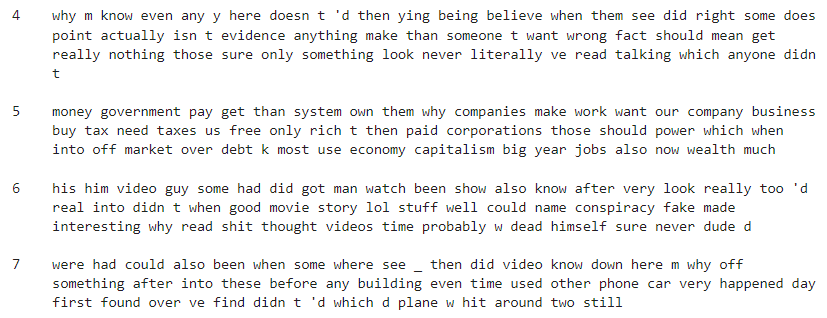 4 why m know even any y here doesn t 'd then ying being believe when them see did right some does
point actually isn t evidence anything make than someone t want wrong fact should mean get
really nothing those sure only something look never literally ve read talking which anyone didn
t
5 money government pay get than system own them why companies make work want our company business
buy tax need taxes us free only rich t then paid corporations those should power which when
into off market over debt k most use economy capitalism big year jobs also now wealth much
6 his him video guy some had did got man watch been show also know after very look really too 'd
real into didn t when good movie story lol stuff well could name conspiracy fake made
interesting why read shit thought videos time probably w dead himself sure never dude d
7 were had could also been when some where see _ then did video know down here m why off
something after into these before any building even time used other phone car very happened day
first found over ve find didn t 'd which d plane w hit around two still